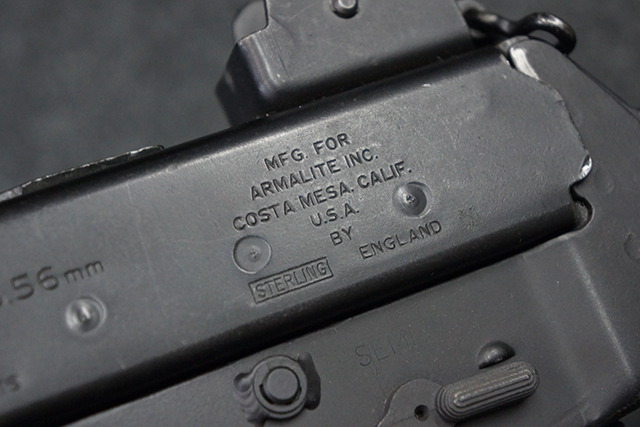 MFG. FOR
ARMALITE INC.
COSTA MESA. CALIF.
U.S.A.
BY
STERLING ENGLAND
.56mm